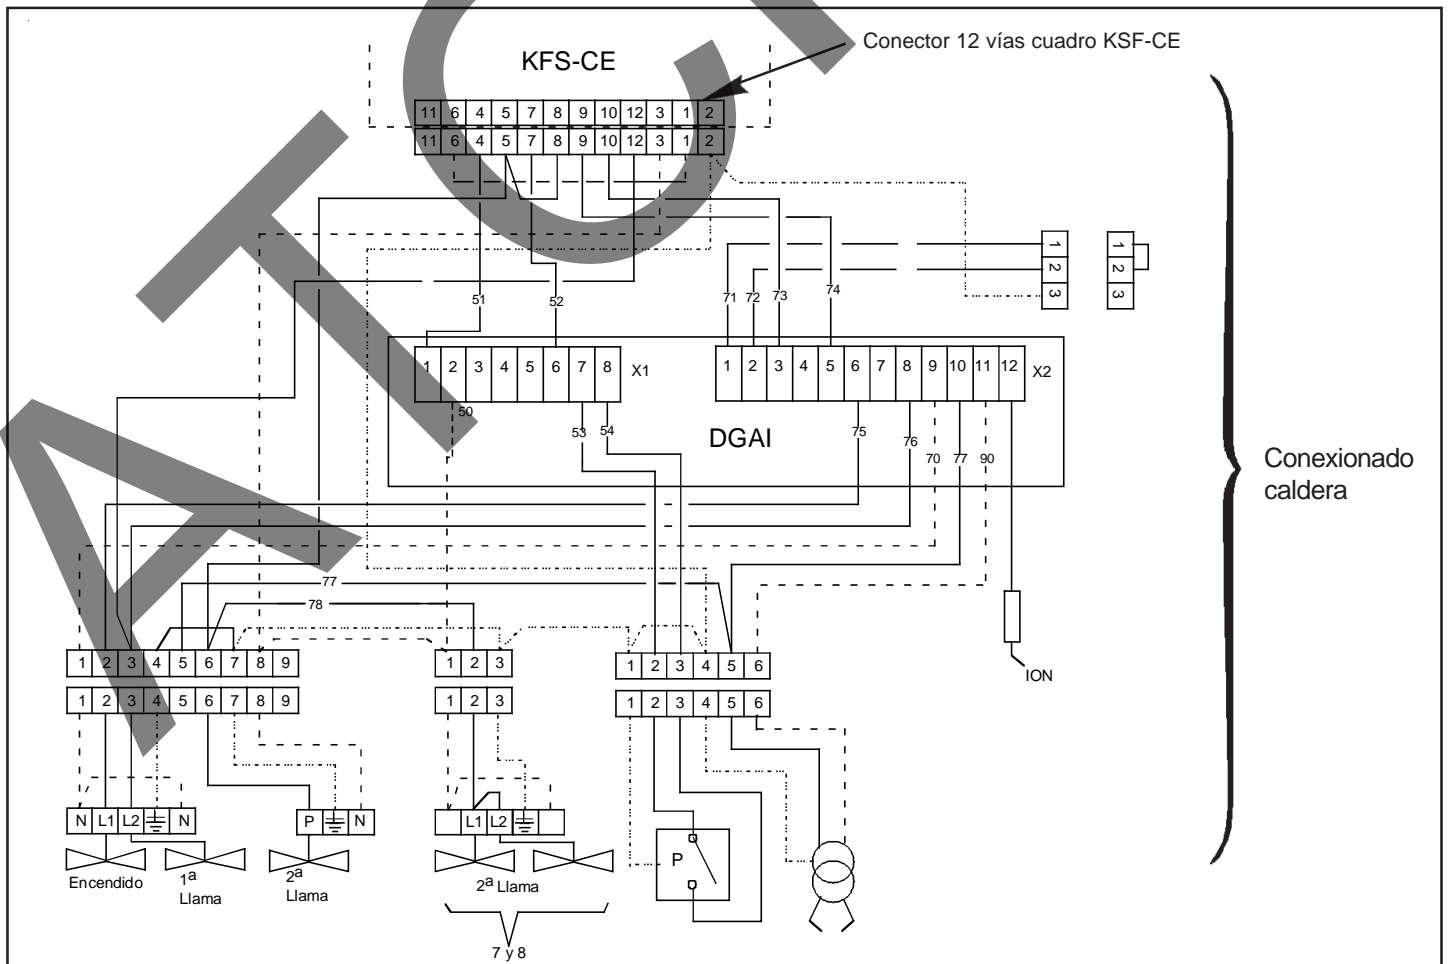 KFS-CE
Conector 12 vías cuadro KSF-CE
11 6 4 5 7 8 9 10 12 3 1 2
11 6 4 5 7 8 9 10 12 3 1 2
1 1
2 2
3 3
51 52 71 72 73 74
1 2 3 4 5 6 7 8 X1
1 2 3 4 5 6 7 8 9 10 11 12 X2
50 53 54 DGAI 75 76 70 77 90
Conexionado
caldera
77
78
1 2 3 4 5 6 7 8 9
1 2 3
1 2 3 4 5 6
ION
1 2 3 4 5 6 7 8 9
1 2 3
1 2 3 4 5 6
N L1 L2 N
P N
L1 L2
P
Encendido
1ª
Llama
2ª
Llama
2ª Llama
7 y 8
ATC